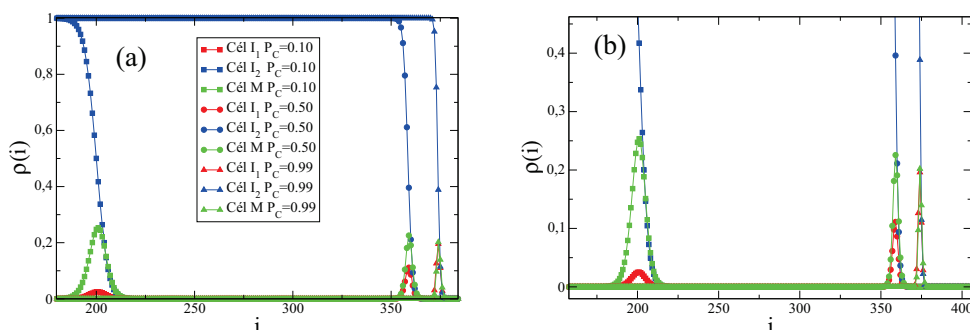 (a)
Cél I1 PC=0.10
Cél I2 PC=0.10
Cél M PC=0.10
Cél I1 PC=0.50
Cél I2 PC=0.50
Cél M PC=0.50
Cél I1 PC=0.99
Cél I2 PC=0.99
Cél M PC=0.99
1
0,8
0,6
0,4
0,2
0
ρ(i)
200 250 300 350
i
(b)
0,4
0,3
0,2
0,1
0
ρ(i)
200 250 300 350 400
i